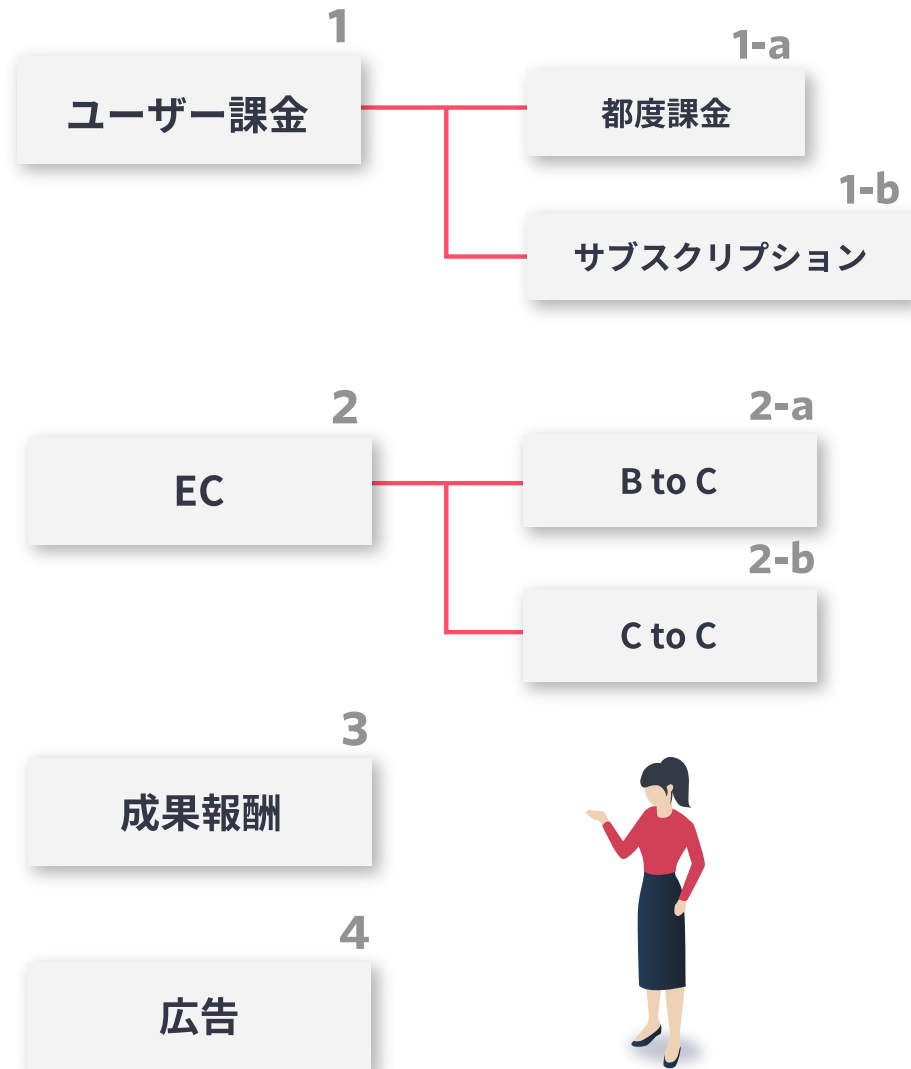 1
ユーザー課金
1-a
都度課金
1-b
サブスクリプション
2
EC
2-a
B to C
2-b
C to C
3
成果報酬
4
広告